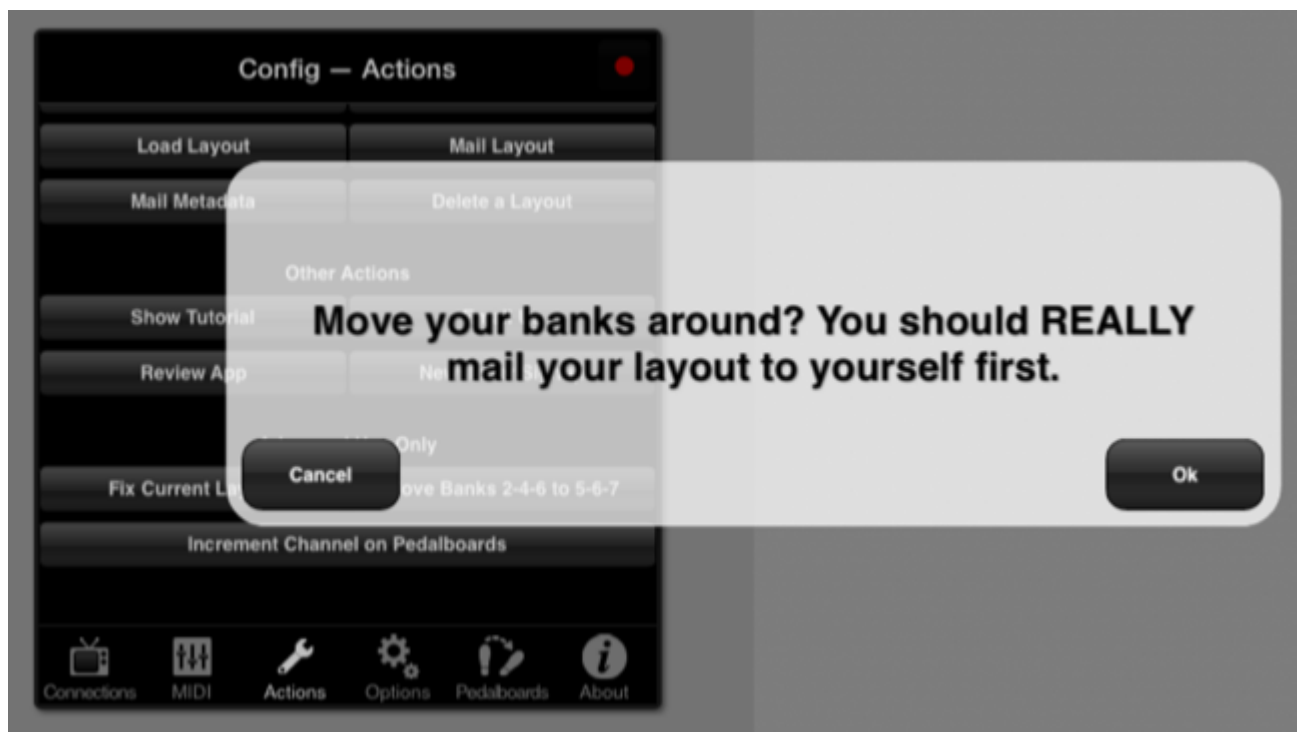 Config — Actions
Load Layout
Mail Layout
Mail Metadata
Delete a Layout
Other Actions
Show Tutorial
Move your banks around? You should REALLY
mail your layout to yourself first.
Review App
Only
Cancel
Ok
Fix Current
ove Banks 2-4-6 to 5-6-7
Increment Channel on Pedalboards
Connections
MIDI
Actions
Options
Pedalboards
About